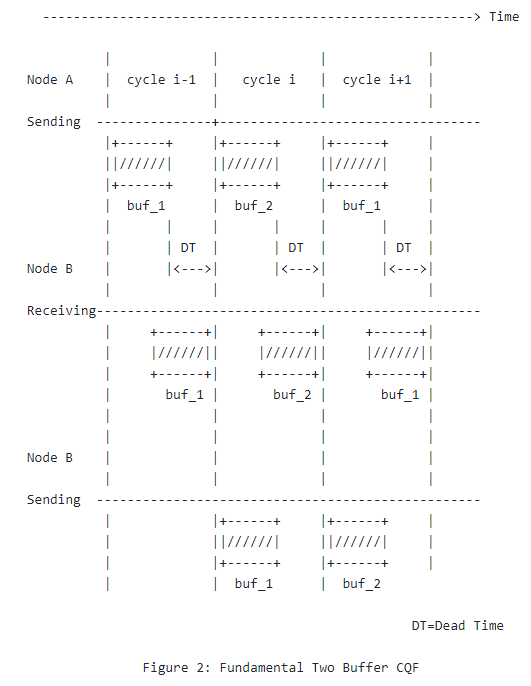 Time
Node A cycle i-1 cycle i cycle i+1
Sending
buf_1 buf_2 buf_1
DT DT DT
Node B
Receiving
buf_1 buf_2 buf_1
Node B
Sending
buf_1 buf_2
DT=Dead Time
Figure 2: Fundamental Two Buffer CQF